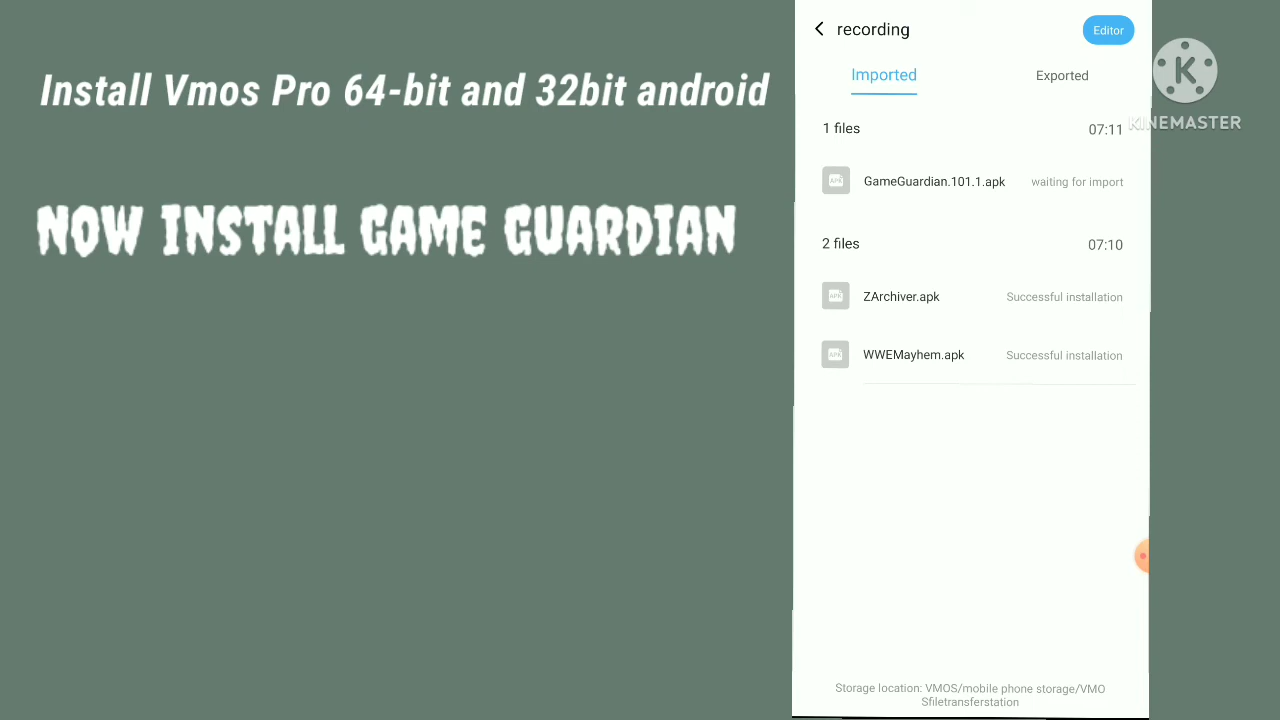 Install Vmos Pro 64-bit and 32bit android
NOW INSTALL GAME GUARDIAN
recording
Editor
Imported
Exported
1 files
07:11
GameGuardian.101.1.apk
waiting for import
2 files
07:10
ZArchiver.apk
Successful installation
WWEMayhem.apk
Successful installation
Storage location: VMOS/mobile phone storage/VMO
Sfiletransferstation
K
KINEMASTER